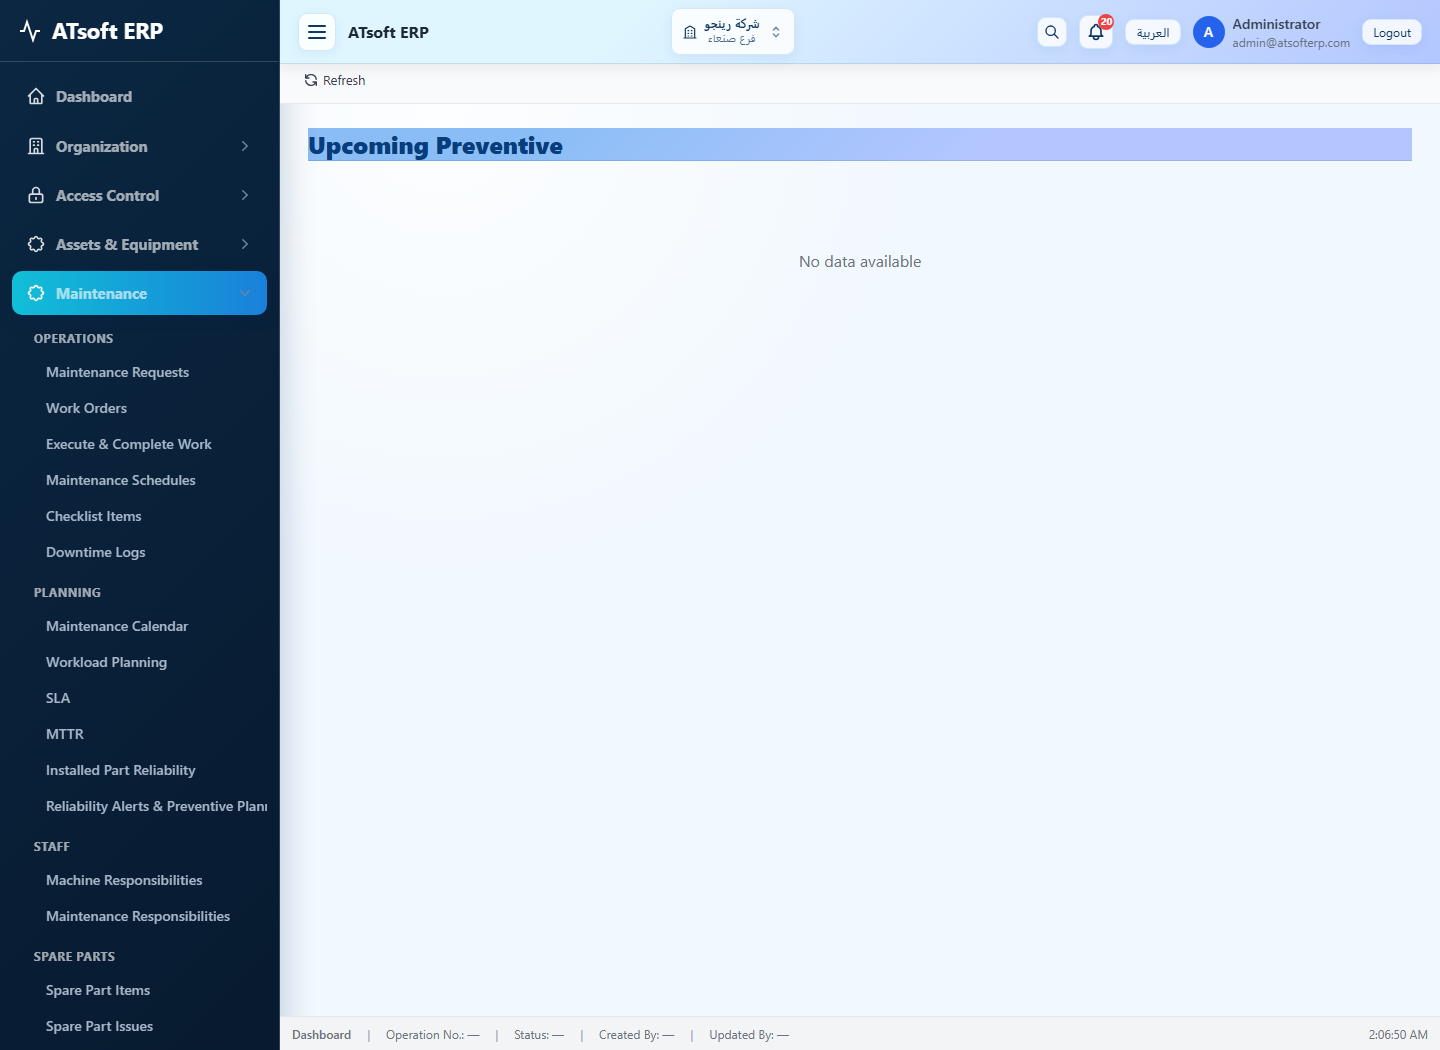 ATsoft ERP
Dashboard
Organization
Access Control
Assets & Equipment
Maintenance
OPERATIONS
Maintenance Requests
Work Orders
Execute & Complete Work
Maintenance Schedules
Checklist Items
Downtime Logs
PLANNING
Maintenance Calendar
Workload Planning
SLA
MTTR
Installed Part Reliability
Reliability Alerts & Preventive Plann
STAFF
Machine Responsibilities
Maintenance Responsibilities
SPARE PARTS
Spare Part Items
Spare Part Issues
ATsoft ERP
شركة رينجو
فرع صنعاء
20
العربية
A
Administrator
admin@atsofterp.com
Logout
Refresh
Upcoming Preventive
No data available
Dashboard | Operation No.: — | Status: — | Created By: — | Updated By: —
2:06:50 AM